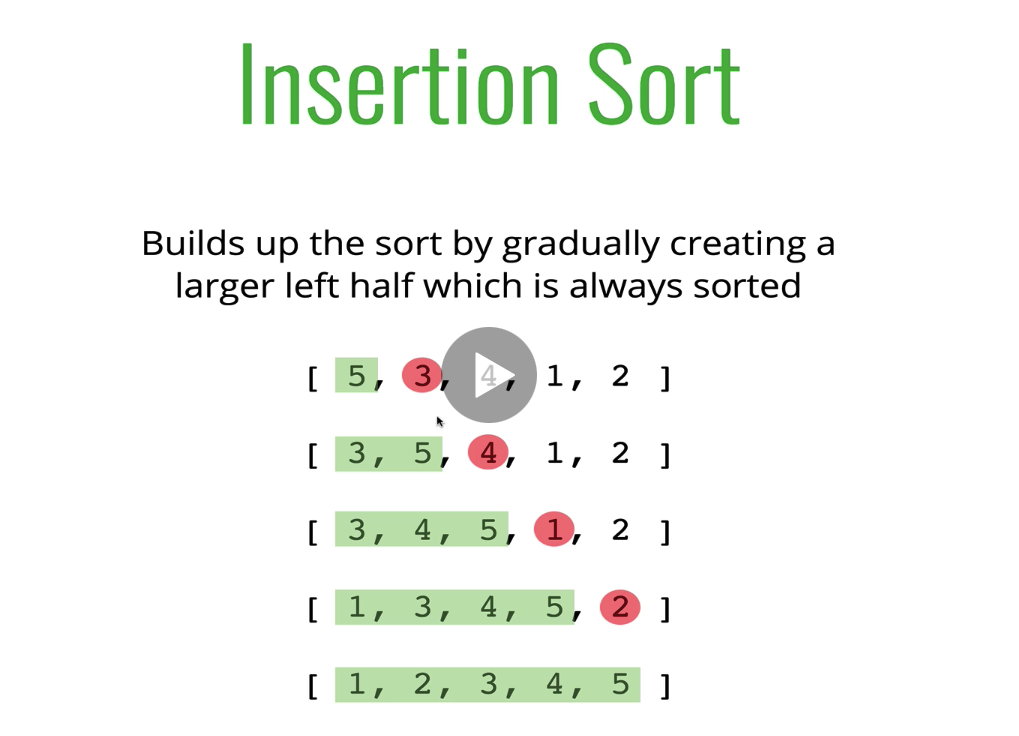 Insertion Sort
Builds up the sort by gradually creating a
larger left half which is always sorted
[ 5, 3, 4, 1, 2 ]
[ 3, 5, 4, 1, 2 ]
[ 3, 4, 5, 1, 2 ]
[ 1, 3, 4, 5, 2 ]
[ 1, 2, 3, 4, 5 ]